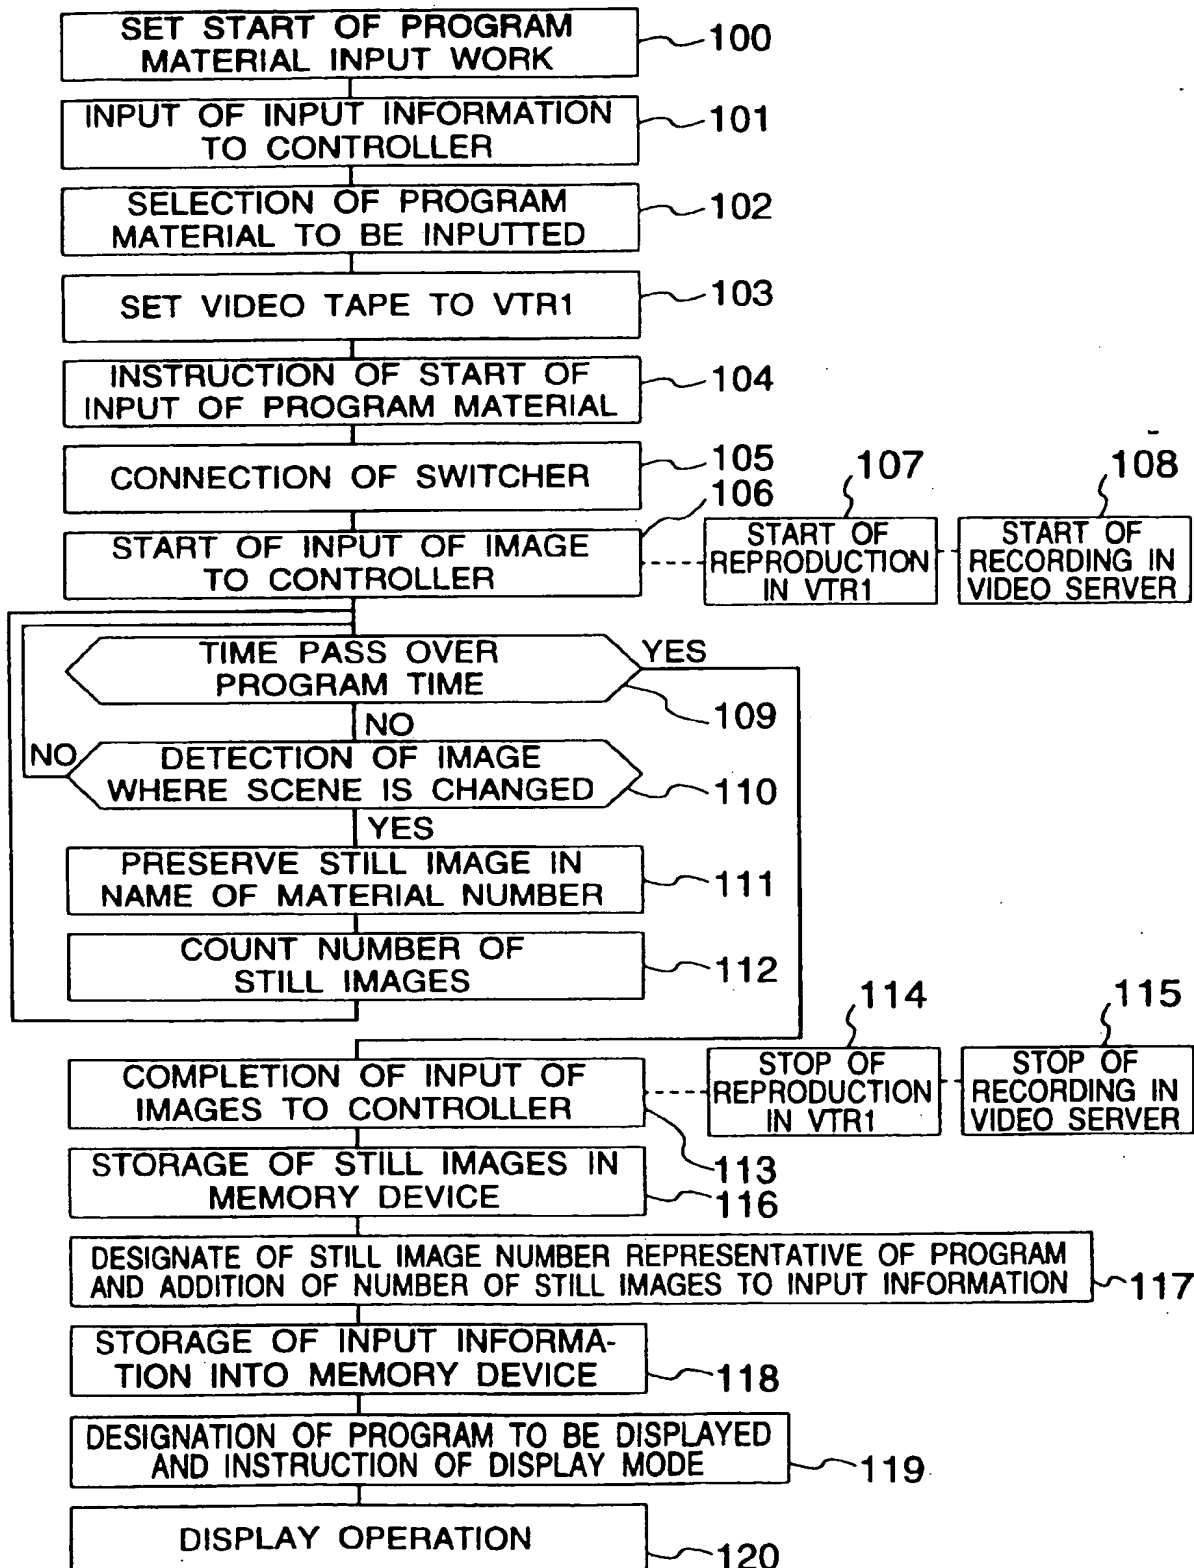 SET START OF PROGRAM
MATERIAL INPUT WORK
100
INPUT OF INPUT INFORMATION
TO CONTROLLER
101
SELECTION OF PROGRAM
MATERIAL TO BE INPUTTED
102
SET VIDEO TAPE TO VTR1
103
INSTRUCTION OF START OF
INPUT OF PROGRAM MATERIAL
104
CONNECTION OF SWITCHER
105
START OF INPUT OF IMAGE
TO CONTROLLER
106
107
START OF
REPRODUCTION
IN VTR1
108
START OF
RECORDING IN
VIDEO SERVER
TIME PASS OVER
PROGRAM TIME
YES
109
NO
DETECTION OF IMAGE
WHERE SCENE IS CHANGED
NO
110
YES
PRESERVE STILL IMAGE IN
NAME OF MATERIAL NUMBER
111
COUNT NUMBER OF
STILL IMAGES
112
COMPLETION OF INPUT OF
IMAGES TO CONTROLLER
113
114
STOP OF
REPRODUCTION
IN VTR1
115
STOP OF
RECORDING IN
VIDEO SERVER
STORAGE OF STILL IMAGES IN
MEMORY DEVICE
116
DESIGNATE OF STILL IMAGE NUMBER REPRESENTATIVE OF PROGRAM
AND ADDITION OF NUMBER OF STILL IMAGES TO INPUT INFORMATION
117
STORAGE OF INPUT INFORMA-
TION INTO MEMORY DEVICE
118
DESIGNATION OF PROGRAM TO BE DISPLAYED
AND INSTRUCTION OF DISPLAY MODE
119
DISPLAY OPERATION
120